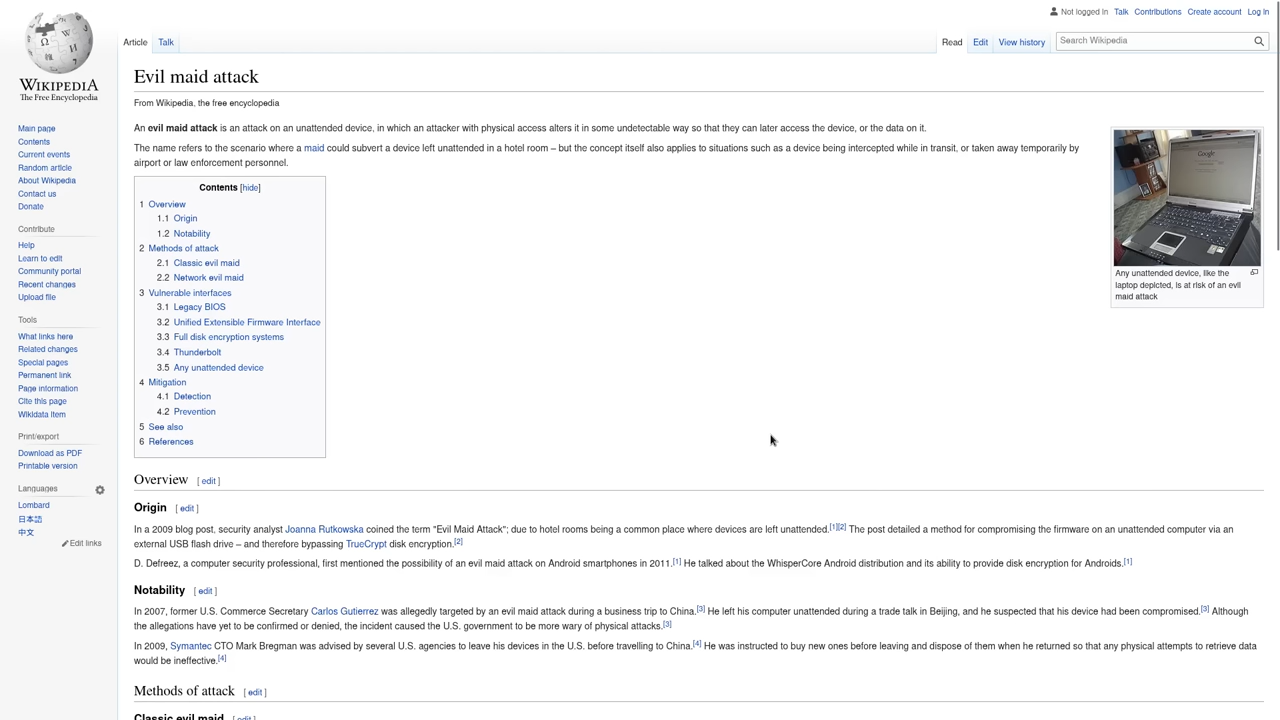 Not logged in Talk Contributions Create account Log in
Article Talk Read Edit View history Search Wikipedia
WIKIPEDIA
The Free Encyclopedia
Main page
Contents
Current events
Random article
About Wikipedia
Contact us
Donate
Contribute
Help
Learn to edit
Community portal
Recent changes
Upload file
Tools
What links here
Related changes
Special pages
Permanent link
Page information
Cite this page
Wikidata item
Print/export
Download as PDF
Printable version
Languages
Lombard
日本語
中文
Edit links
Evil maid attack
From Wikipedia, the free encyclopedia
An evil maid attack is an attack on an unattended device, in which an attacker with physical access alters it in some undetectable way so that they can later access the device, or the data on it.
The name refers to the scenario where a maid could subvert a device left unattended in a hotel room – but the concept itself also applies to situations such as a device being intercepted while in transit, or taken away temporarily by
airport or law enforcement personnel.
Google
Any unattended device, like the
laptop depicted, is at risk of an evil
maid attack
Contents [hide]
1 Overview
1.1 Origin
1.2 Notability
2 Methods of attack
2.1 Classic evil maid
2.2 Network evil maid
3 Vulnerable interfaces
3.1 Legacy BIOS
3.2 Unified Extensible Firmware Interface
3.3 Full disk encryption systems
3.4 Thunderbolt
3.5 Any unattended device
4 Mitigation
4.1 Detection
4.2 Prevention
5 See also
6 References
Overview [ edit ]
Origin [ edit ]
In a 2009 blog post, security analyst Joanna Rutkowska coined the term "Evil Maid Attack"; due to hotel rooms being a common place where devices are left unattended.[1][2] The post detailed a method for compromising the firmware on an unattended computer via an
external USB flash drive – and therefore bypassing TrueCrypt disk encryption.[2]
D. Defreez, a computer security professional, first mentioned the possibility of an evil maid attack on Android smartphones in 2011.[1] He talked about the WhisperCore Android distribution and its ability to provide disk encryption for Androids.[1]
Notability [ edit ]
In 2007, former U.S. Commerce Secretary Carlos Gutierrez was allegedly targeted by an evil maid attack during a business trip to China.[3] He left his computer unattended during a trade talk in Beijing, and he suspected that his device had been compromised.[3] Although
the allegations have yet to be confirmed or denied, the incident caused the U.S. government to be more wary of physical attacks.[3]
In 2009, Symantec CTO Mark Bregman was advised by several U.S. agencies to leave his devices in the U.S. before travelling to China.[4] He was instructed to buy new ones before leaving and dispose of them when he returned so that any physical attempts to retrieve data
would be ineffective.[4]
Methods of attack [ edit ]
Classic evil maid [ edit ]